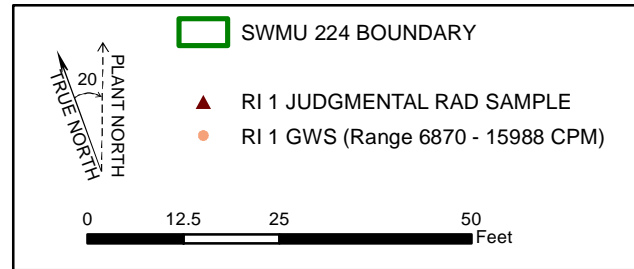 SWMU 224 BOUNDARY
TRUE NORTH
20
PLANT NORTH
RI 1 JUDGMENTAL RAD SAMPLE
RI 1 GWS (Range 6870 - 15988 CPM)
0 12.5 25 50
Feet